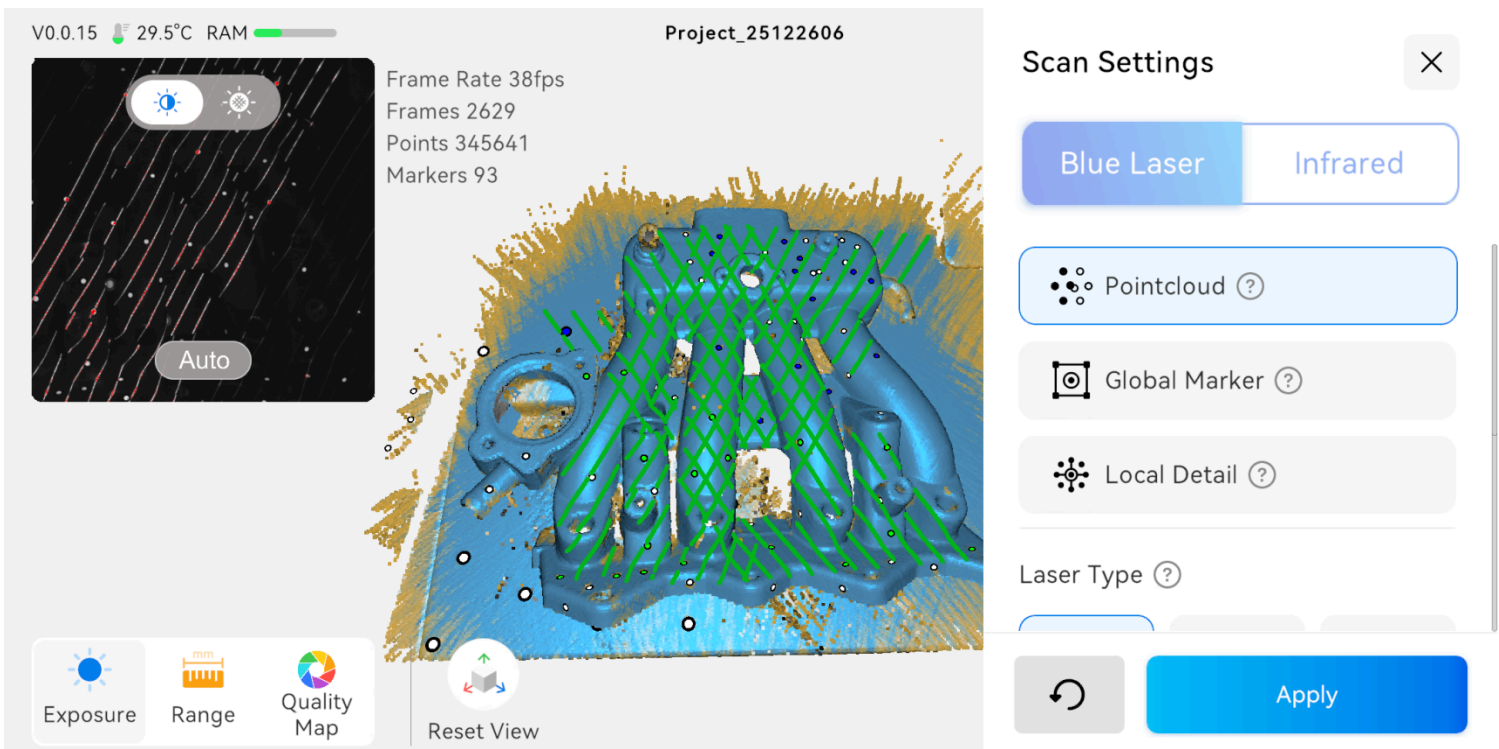 V0.0.15 29.5°C RAM
Project_25122606
Frame Rate 38fps
Frames 2629
Points 345641
Markers 93
Auto
Exposure
Range
mm
Quality
Map
Reset View
Scan Settings
Blue Laser
Infrared
Pointcloud ?
Global Marker ?
Local Detail ?
Laser Type ?
Apply